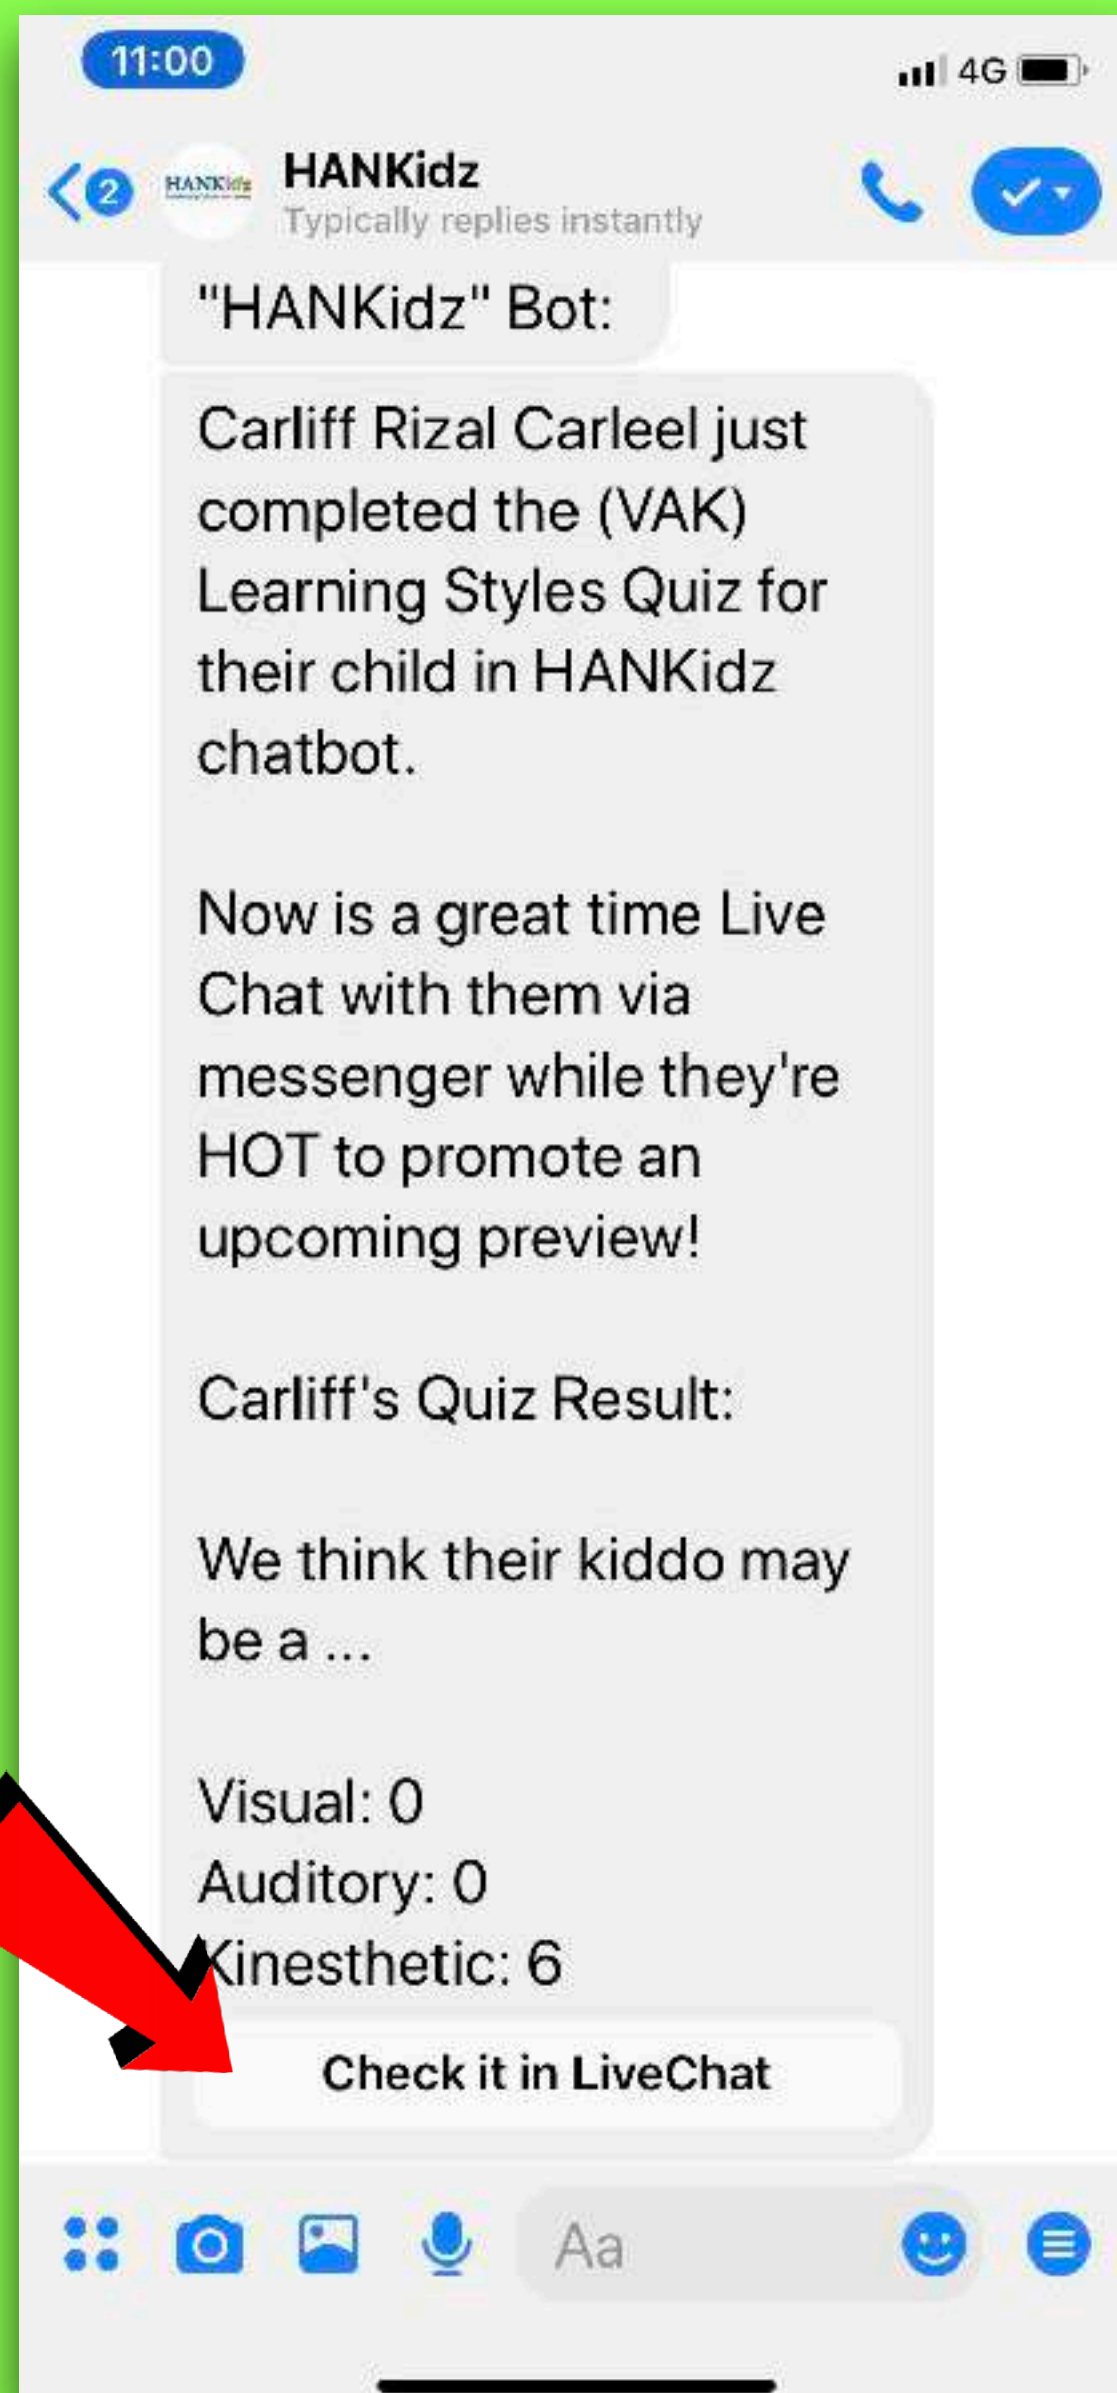 11:00
4G
2
HANKidz
HANKidz
Typically replies instantly
"HANKidz" Bot:
Carliff Rizal Carleel just
completed the (VAK)
Learning Styles Quiz for
their child in HANKidz
chatbot.
Now is a great time Live
Chat with them via
messenger while they're
HOT to promote an
upcoming preview!
Carliff's Quiz Result:
We think their kiddo may
be a ...
Visual: 0
Auditory: 0
Kinesthetic: 6
Check it in LiveChat
Aa